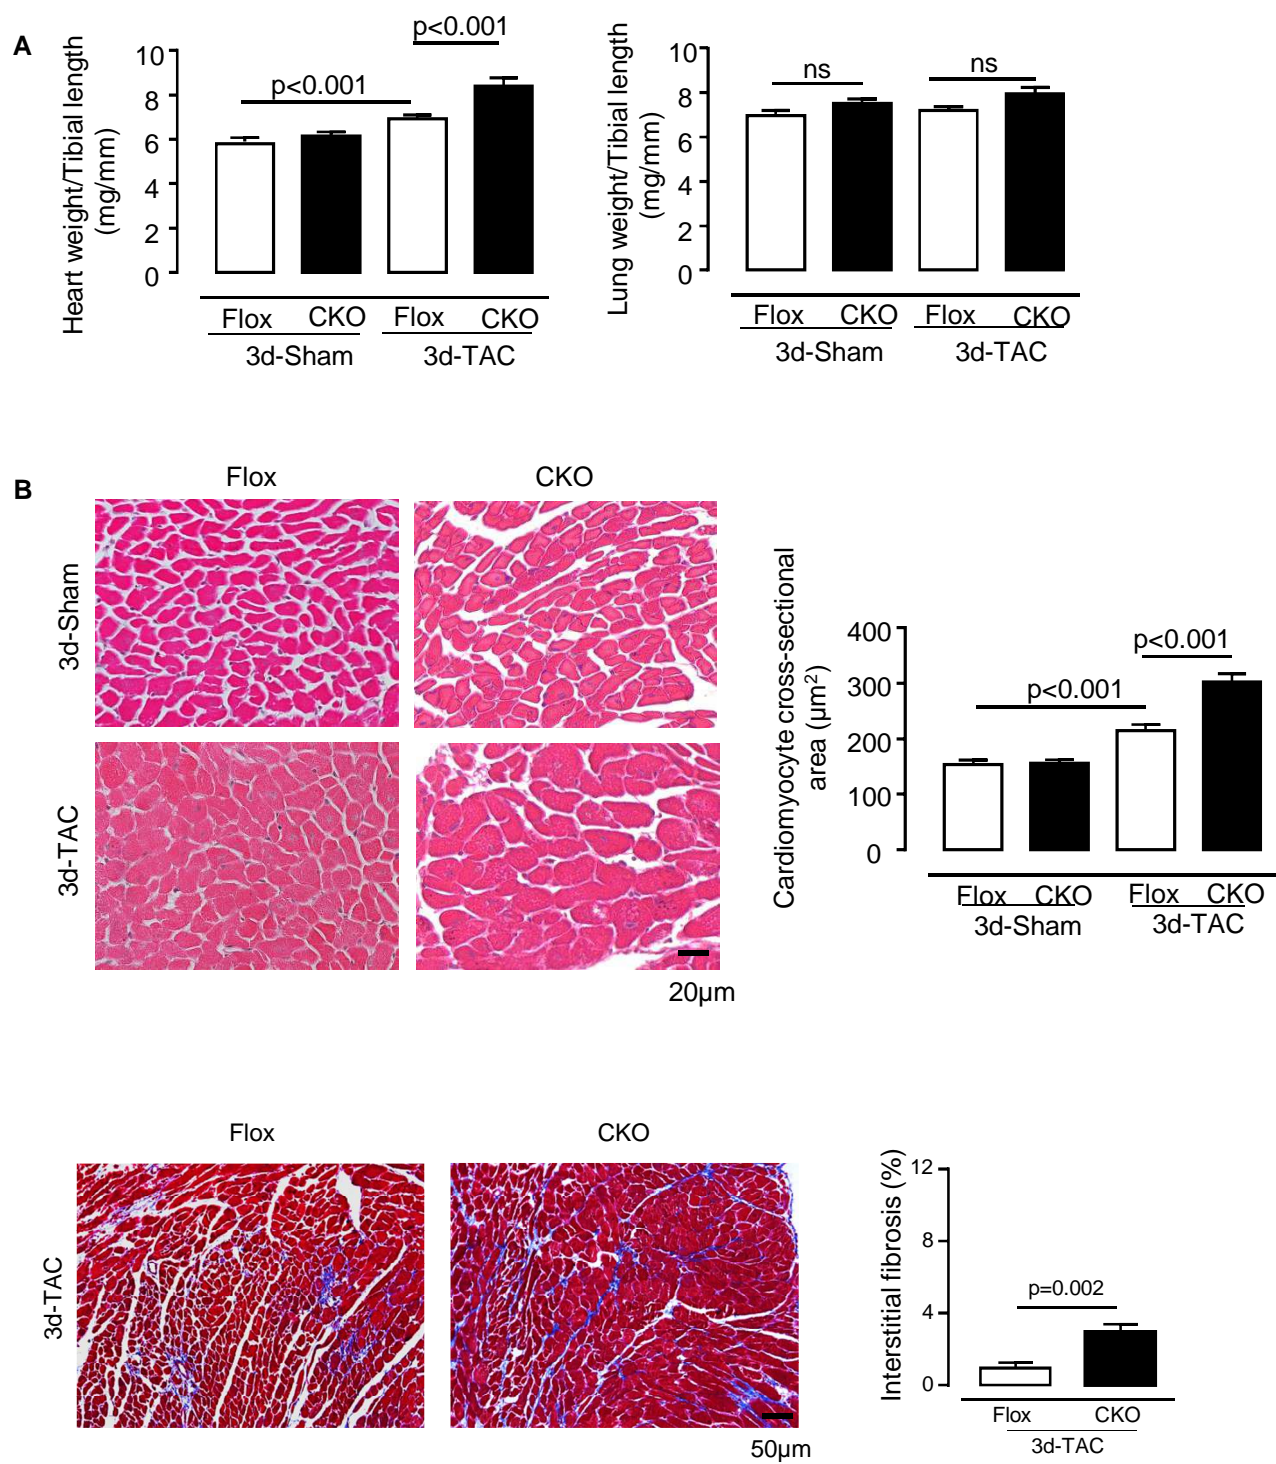 A
Heart weight/Tibial length
(mg/mm)
10
8
6
4
2
0
p<0.001
p<0.001
Flox
CKO
Flox
CKO
3d-Sham
3d-TAC
Lung weight/Tibial length
(mg/mm)
10
8
6
4
2
0
ns
ns
Flox
CKO
Flox
CKO
3d-Sham
3d-TAC
B
Flox
CKO
3d-Sham
3d-TAC
20µm
Cardiomyocyte cross-sectional
area (µm²)
400
300
200
100
0
p<0.001
p<0.001
Flox
CKO
Flox
CKO
3d-Sham
3d-TAC
Flox
CKO
3d-TAC
50µm
Interstitial fibrosis (%)
12
8
4
0
p=0.002
Flox
CKO
3d-TAC